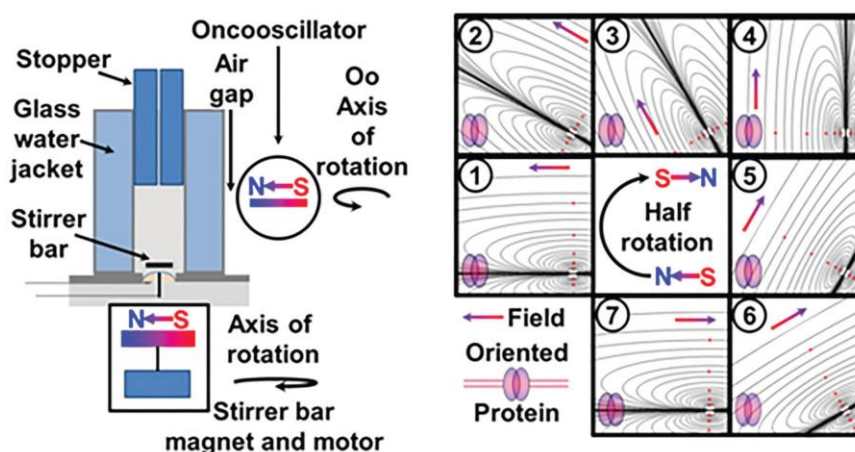 Oncooscillator
Stopper
Air
gap
Oo
Axis
of
rotation
Glass
water
jacket
N S
Stirrer
bar
N S
Axis of
rotation
Stirrer bar
magnet and motor
2
3
4
1
S N
Half
rotation
N S
5
Field
Oriented
Protein
7
6